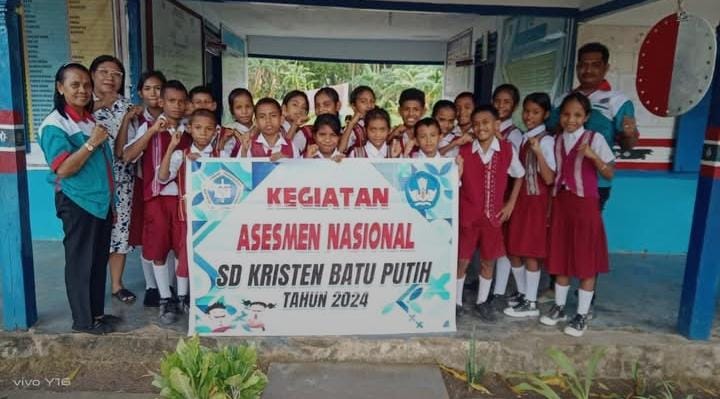 KEGIATAN
ASESMEN NASIONAL
SD KRISTEN BATU PUTIH
TAHUN 2024
vivo Y16